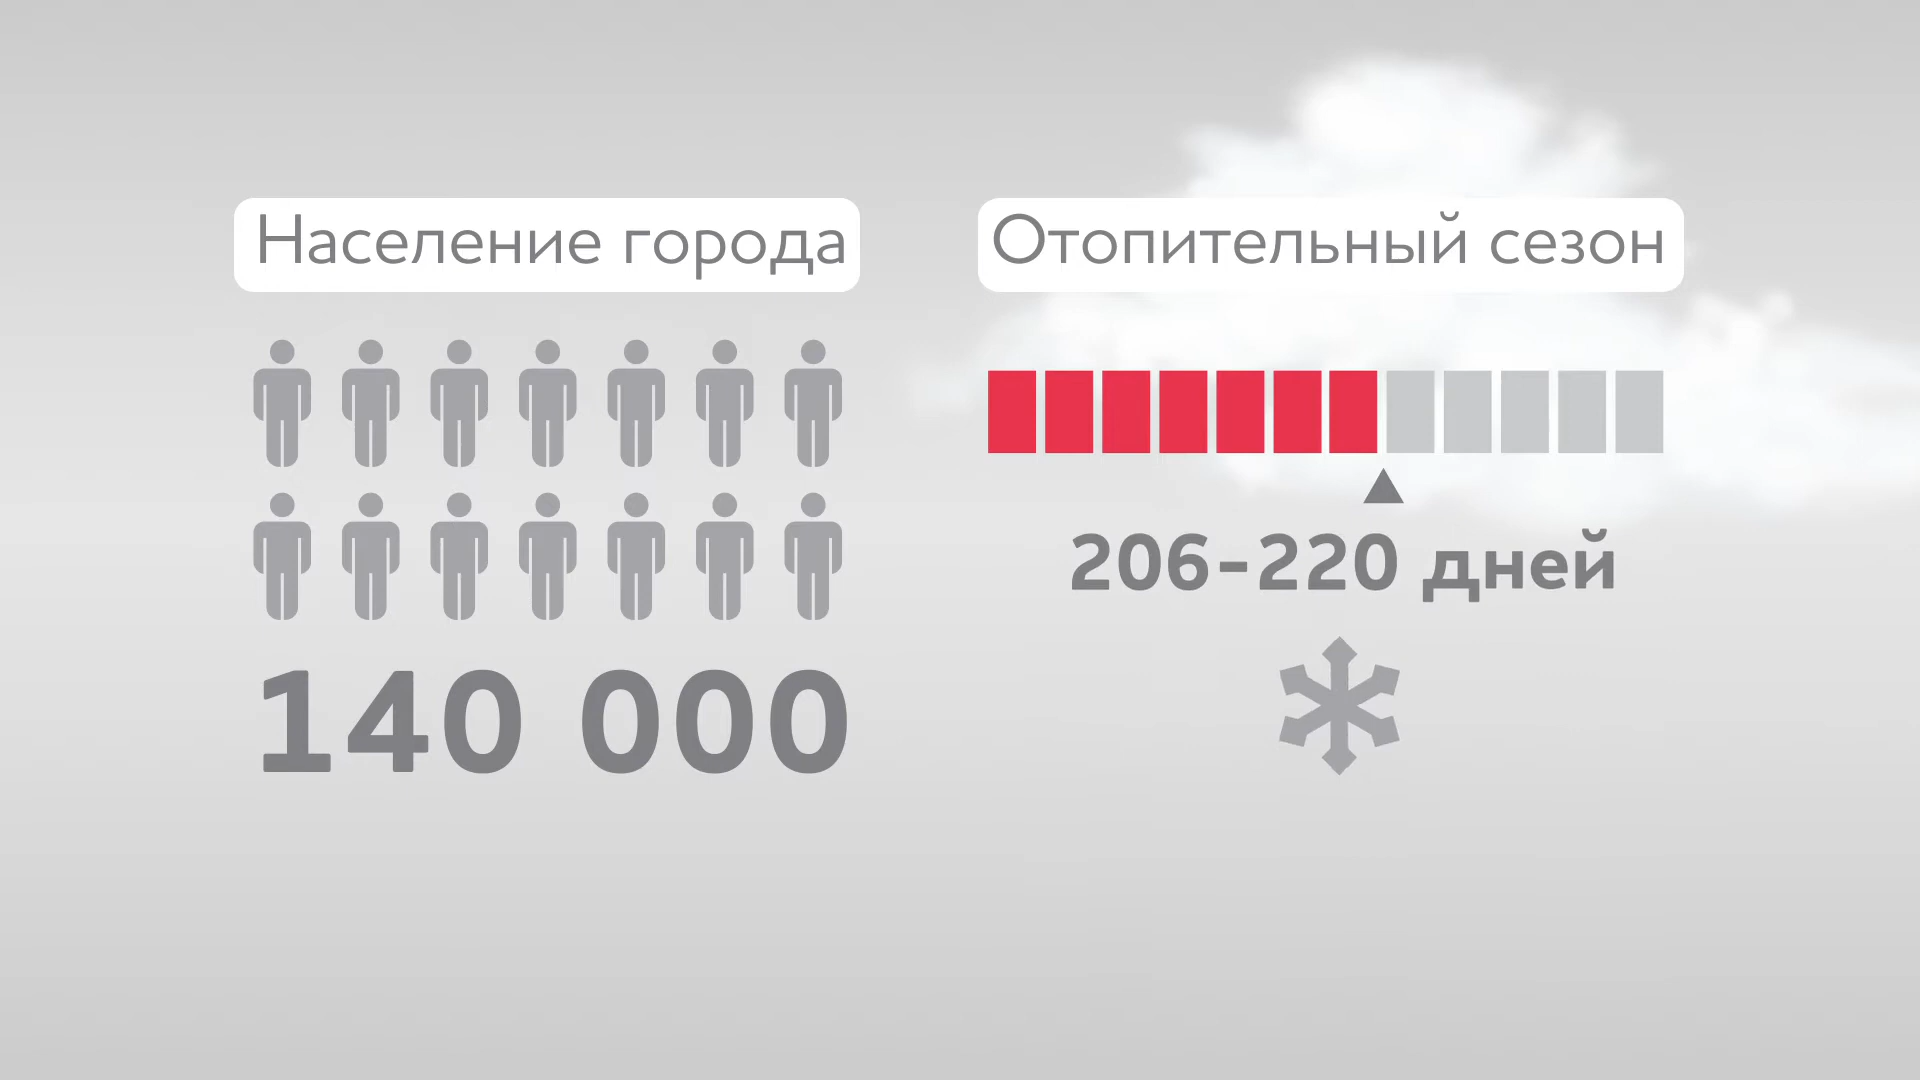 Население города
140 000
Отопительный сезон
206-220 дней